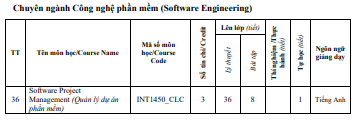 Chuyên ngành Công nghệ phần mềm (Software Engineering)
TT
Tên môn học/Course Name
Mã số môn
học/Course
Code
Số tín chỉ/ Credit
Lên lớp (tiết)
Lý thuyết
Bài tập
Thí nghiệm /Thực
hành (tiết)
Tự học (tiết)
Ngôn ngữ
giảng dạy
36
Software Project
Management (Quản lý dự án
phần mềm)
INT1450_CLC
3
36
8
1
Tiếng Anh